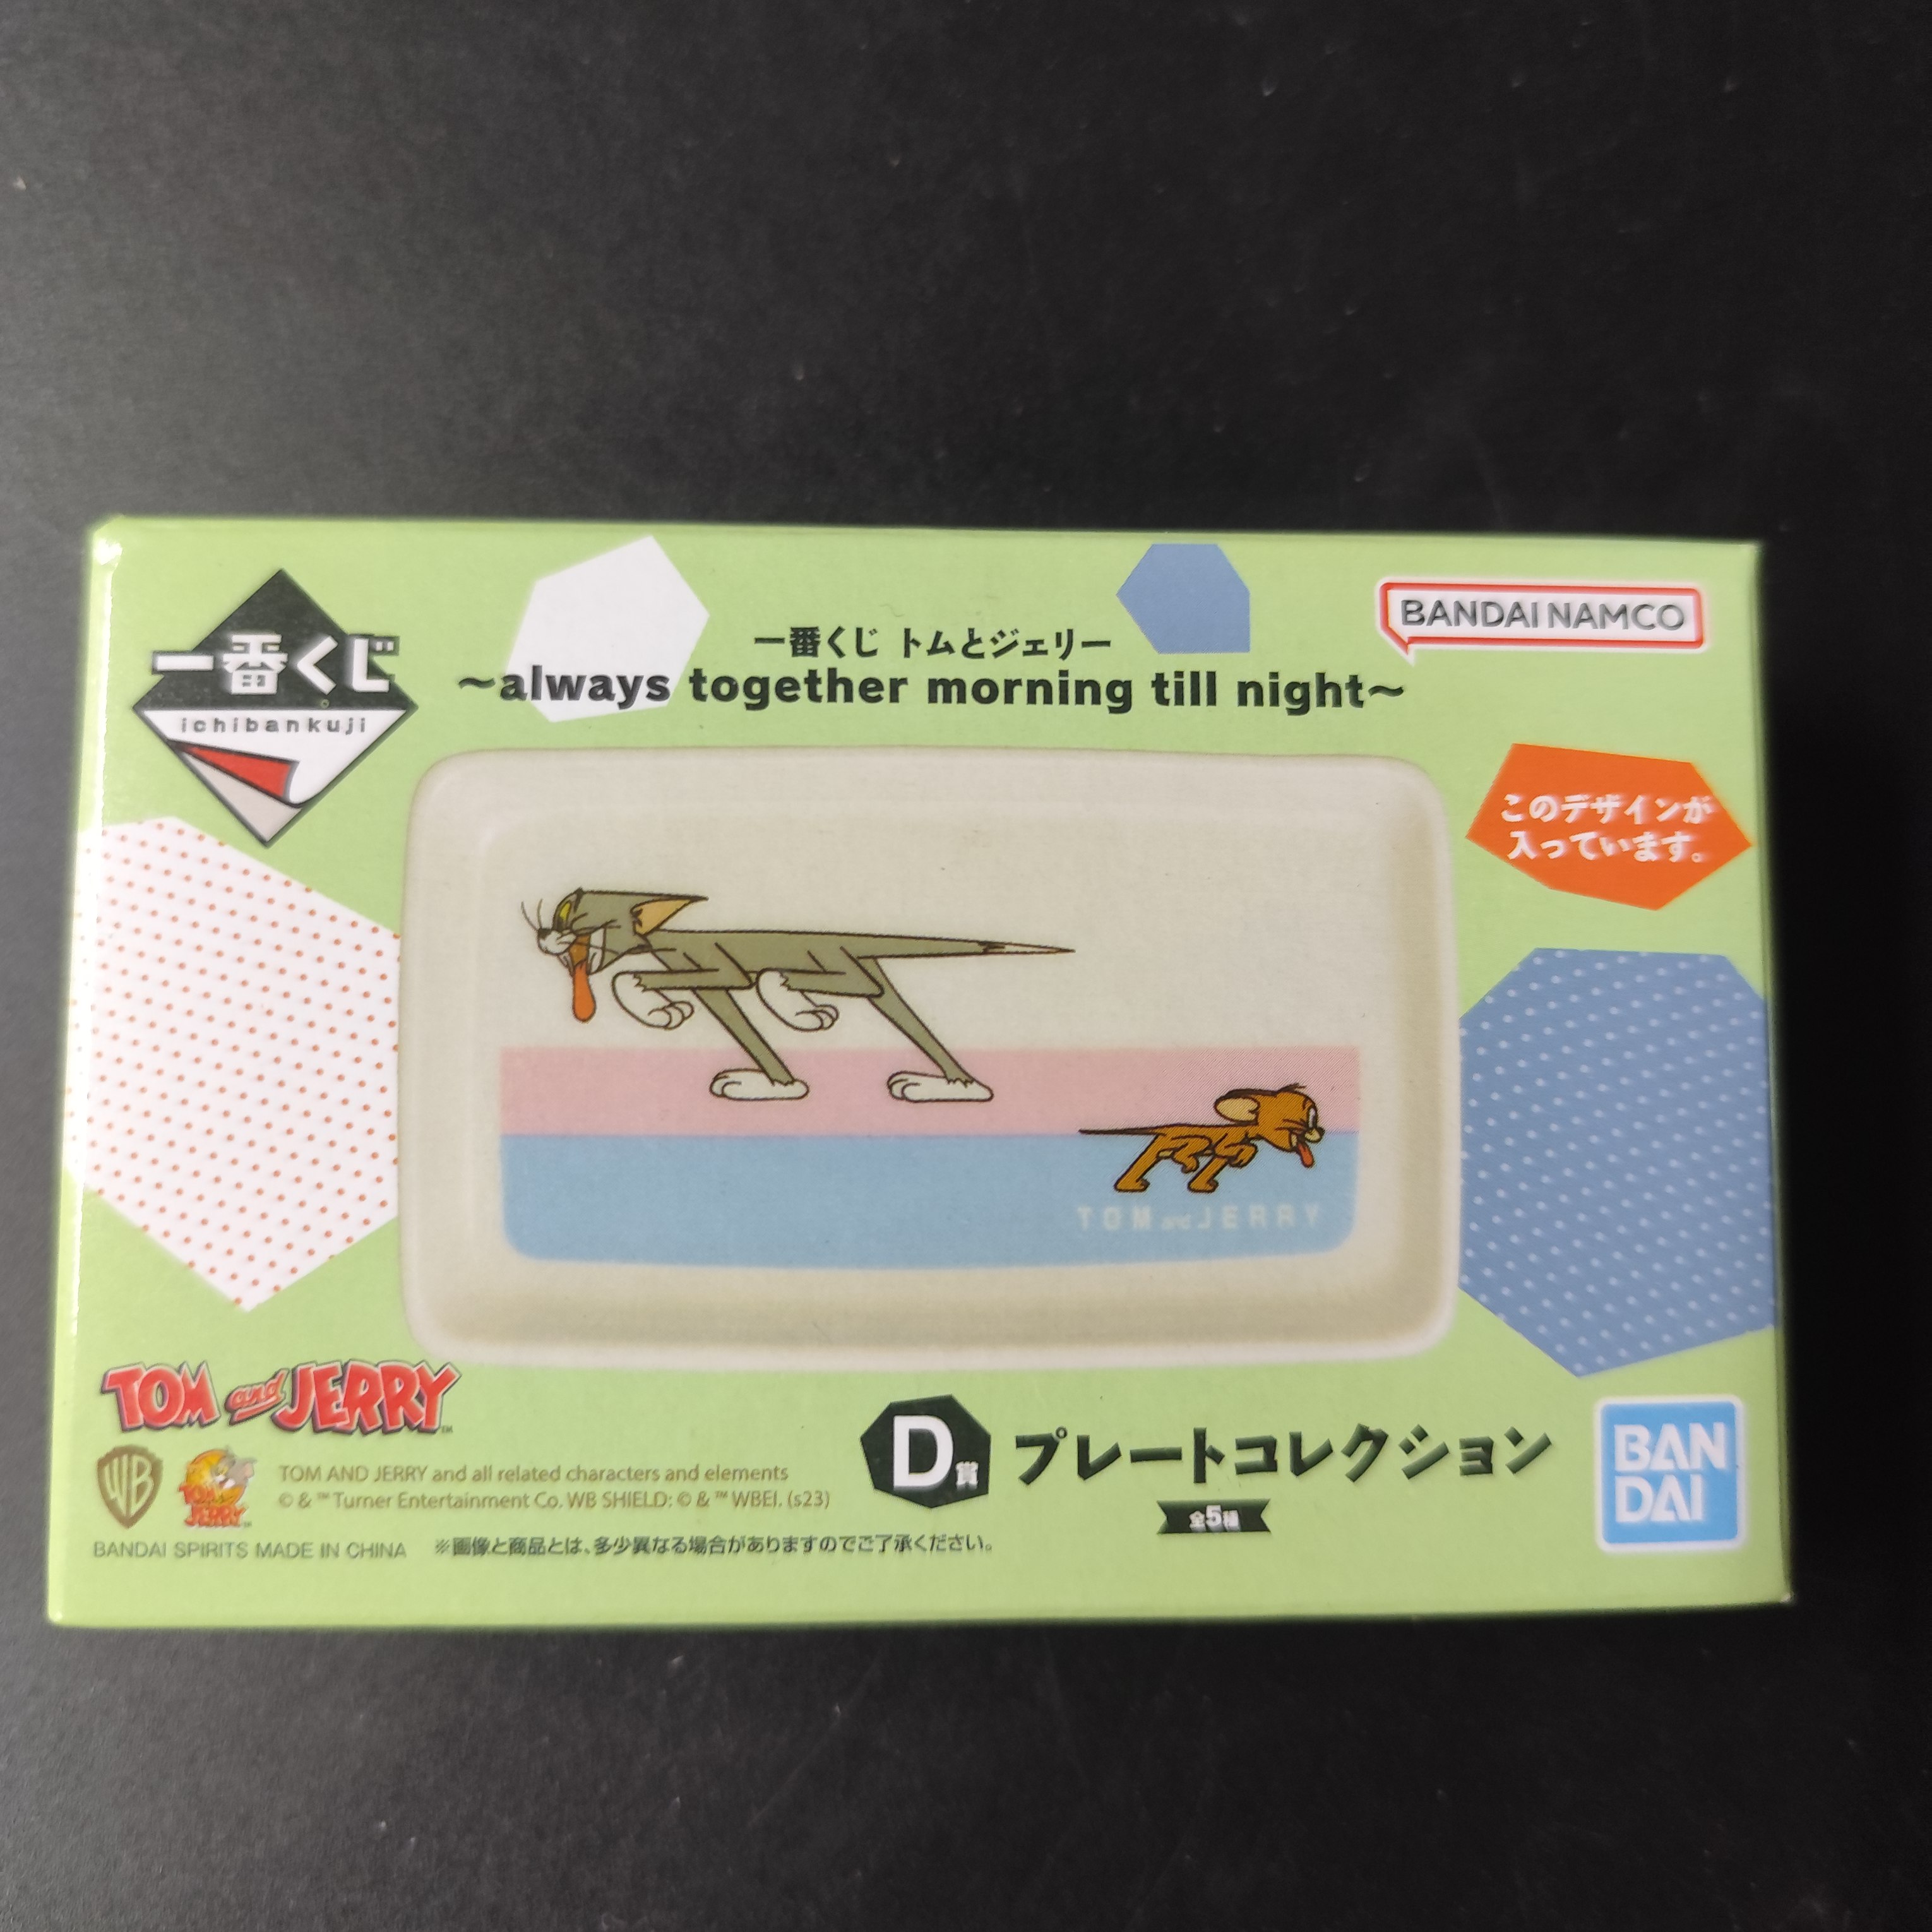 一番くじ
ichibankuji
一番くじ トムとジェリー
～always together morning till night～
BANDAI NAMCO
このデザインが
入っています。
TOM and JERRY
TOM and JERRY™
D賞 プレートコレクション
全5種
BAN
DAI
WB
TOM and JERRY
TOM AND JERRY and all related characters and elements
© & ™ Turner Entertainment Co. WB SHIELD: © & ™ WBEI. (s23)
BANDAI SPIRITS MADE IN CHINA ※画像と商品とは、多少異なる場合がありますのでご了承ください。